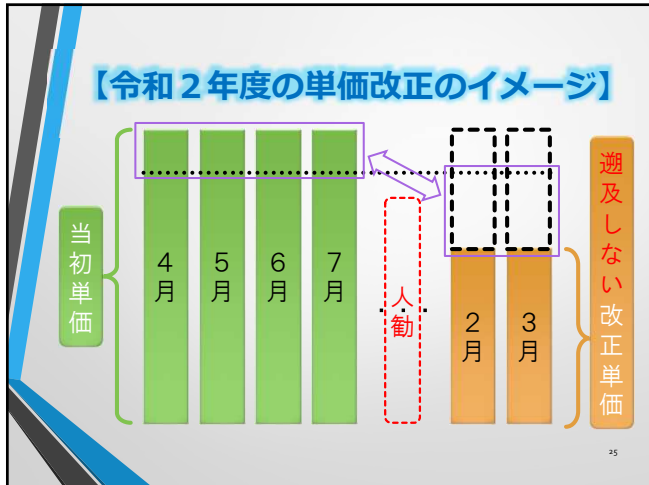 【令和２年度の単価改正のイメージ】
当初単価
４月
５月
６月
７月
人勧
・・・
２月
３月
遡及しない改正単価
25